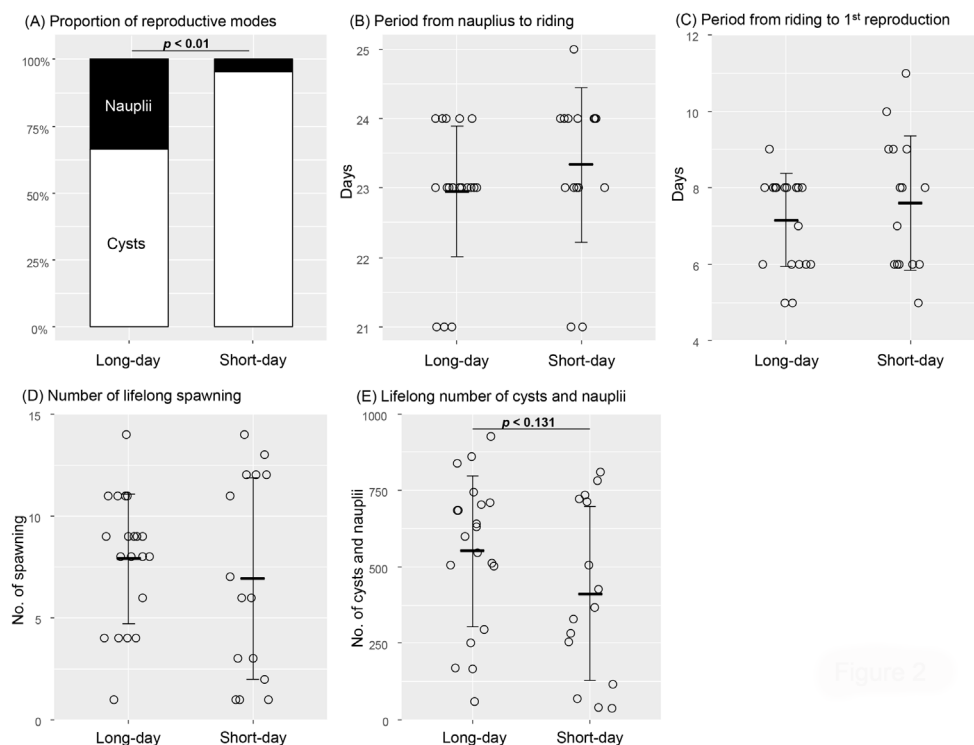 (A) Proportion of reproductive modes
p < 0.01
100%
75%
50%
25%
0%
Nauplii
Cysts
Long-day
Short-day
(B) Period from nauplius to riding
Days
25
24
23
22
21
Long-day
Short-day
(C) Period from riding to 1st reproduction
Days
12
10
8
6
4
Long-day
Short-day
(D) Number of lifelong spawning
No. of spawning
15
10
5
0
Long-day
Short-day
(E) Lifelong number of cysts and nauplii
p < 0.131
No. of cysts and nauplii
1000
750
500
250
0
Long-day
Short-day
Figure 2